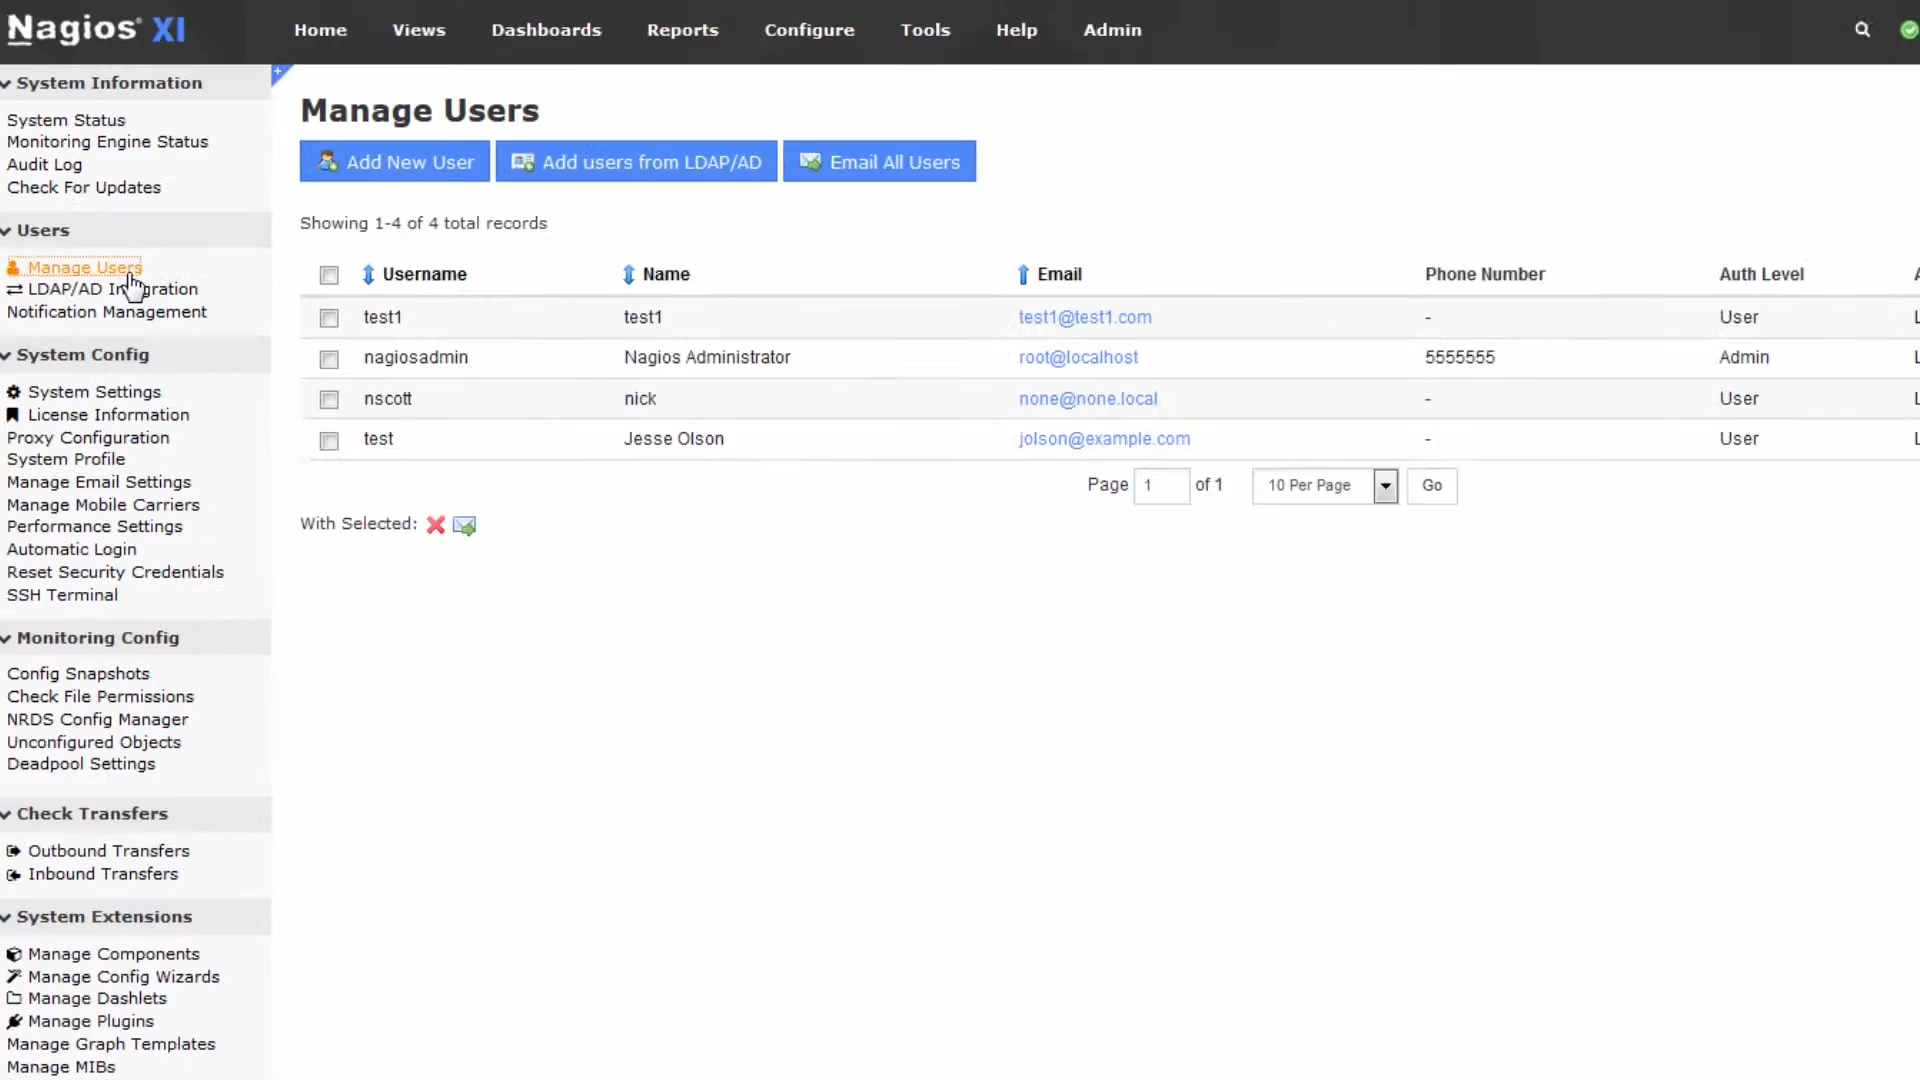 Nagios® XI
Home Views Dashboards Reports Configure Tools Help Admin
System Information
System Status
Monitoring Engine Status
Audit Log
Check For Updates
Users
Manage Users
LDAP/AD Integration
Notification Management
System Config
System Settings
License Information
Proxy Configuration
System Profile
Manage Email Settings
Manage Mobile Carriers
Performance Settings
Automatic Login
Reset Security Credentials
SSH Terminal
Monitoring Config
Config Snapshots
Check File Permissions
NRDS Config Manager
Unconfigured Objects
Deadpool Settings
Check Transfers
Outbound Transfers
Inbound Transfers
System Extensions
Manage Components
Manage Config Wizards
Manage Dashlets
Manage Plugins
Manage Graph Templates
Manage MIBs
Manage Users
Add New User Add users from LDAP/AD Email All Users
Showing 1-4 of 4 total records
Username Name Email Phone Number Auth Level
test1 test1 test1@test1.com - User
nagiosadmin Nagios Administrator root@localhost 5555555 Admin
nscott nick none@none.local - User
test Jesse Olson jolson@example.com - User
Page 1 of 1 10 Per Page Go
With Selected: